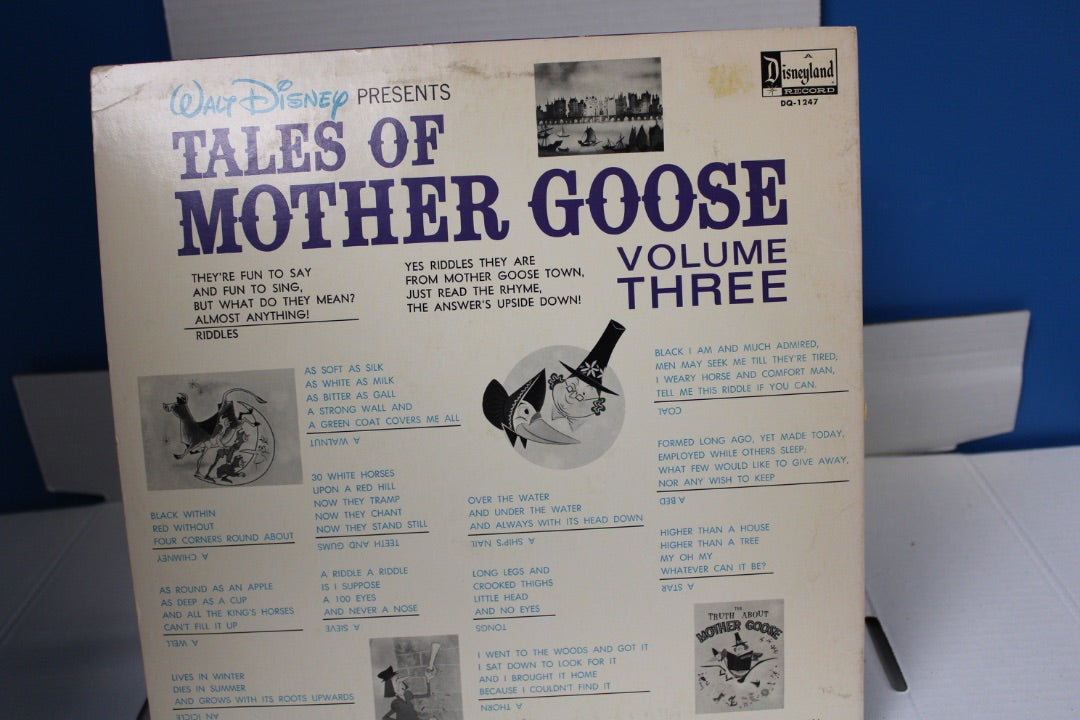 WALT DISNEY PRESENTS
TALES OF
MOTHER GOOSE
VOLUME
THREE
A
Disneyland
RECORD
DQ-1247
THEY'RE FUN TO SAY
AND FUN TO SING,
BUT WHAT DO THEY MEAN?
ALMOST ANYTHING!
RIDDLES
YES RIDDLES THEY ARE
FROM MOTHER GOOSE TOWN,
JUST READ THE RHYME,
THE ANSWER'S UPSIDE DOWN!
BLACK WITHIN
RED WITHOUT
FOUR CORNERS ROUND ABOUT
A CHIMNEY
AS ROUND AS AN APPLE
AS DEEP AS A CUP
AND ALL THE KING'S HORSES
CAN'T FILL IT UP
A WELL
LIVES IN WINTER
DIES IN SUMMER
AND GROWS WITH ITS ROOTS UPWARDS
AN ICICLE
AS SOFT AS SILK
AS WHITE AS MILK
AS BITTER AS GALL
A STRONG WALL AND
A GREEN COAT COVERS ME ALL
A WALNUT
30 WHITE HORSES
UPON A RED HILL
NOW THEY TRAMP
NOW THEY CHANT
NOW THEY STAND STILL
TEETH AND GUMS
A RIDDLE A RIDDLE
IS I SUPPOSE
A 100 EYES
AND NEVER A NOSE
A SIEVE
OVER THE WATER
AND UNDER THE WATER
AND ALWAYS WITH ITS HEAD DOWN
A SHIP'S NAIL
LONG LEGS AND
CROOKED THIGHS
LITTLE HEAD
AND NO EYES
TONGS
I WENT TO THE WOODS AND GOT IT
I SAT DOWN TO LOOK FOR IT
AND I BROUGHT IT HOME
BECAUSE I COULDN'T FIND IT
A THORN
BLACK I AM AND MUCH ADMIRED,
MEN MAY SEEK ME TILL THEY'RE TIRED;
I WEARY HORSE AND COMFORT MAN,
TELL ME THIS RIDDLE IF YOU CAN.
COAL
FORMED LONG AGO, YET MADE TODAY,
EMPLOYED WHILE OTHERS SLEEP;
WHAT FEW WOULD LIKE TO GIVE AWAY,
NOR ANY WISH TO KEEP
A BED
HIGHER THAN A HOUSE
HIGHER THAN A TREE
MY OH MY
WHATEVER CAN IT BE?
A STAR
THE
TRUTH ABOUT
MOTHER GOOSE